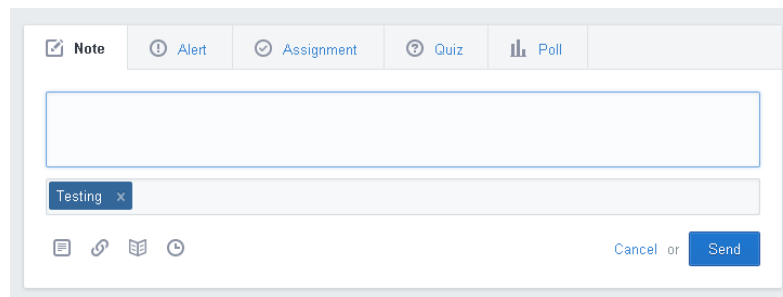 Note Alert Assignment Quiz Poll
Testing x
Cancel or Send